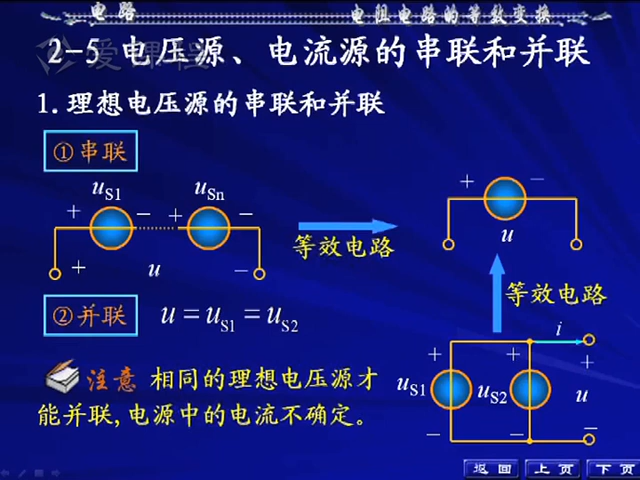 电路
电阻电路的等效变换
2-5 电压源、电流源的串联和并联
1.理想电压源的串联和并联
①串联
uS1
uSn
+ − + −
+ u −
等效电路
+ −
u
②并联
u = uS1 = uS2
等效电路
i
+ + +
uS1 uS2 u
− − −
注意 相同的理想电压源才
能并联,电源中的电流不确定。
返回 上页 下页